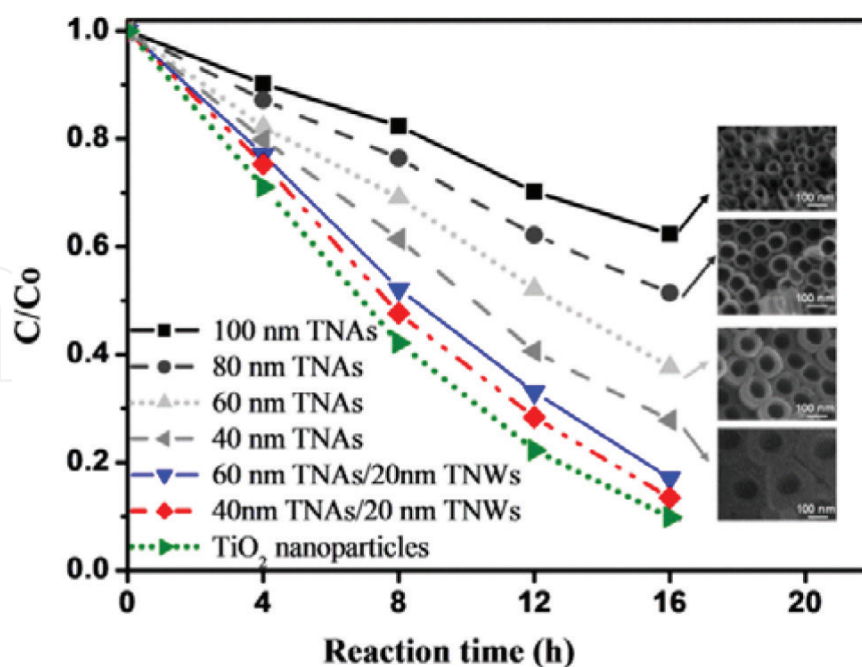 1.0
0.8
0.6
0.4
0.2
0.0
C/Co
100 nm TNAs
80 nm TNAs
60 nm TNAs
40 nm TNAs
60 nm TNAs/20nm TNWs
40nm TNAs/20 nm TNWs
TiO₂ nanoparticles
100 nm
100 nm
100 nm
100 nm
0 4 8 12 16 20
Reaction time (h)